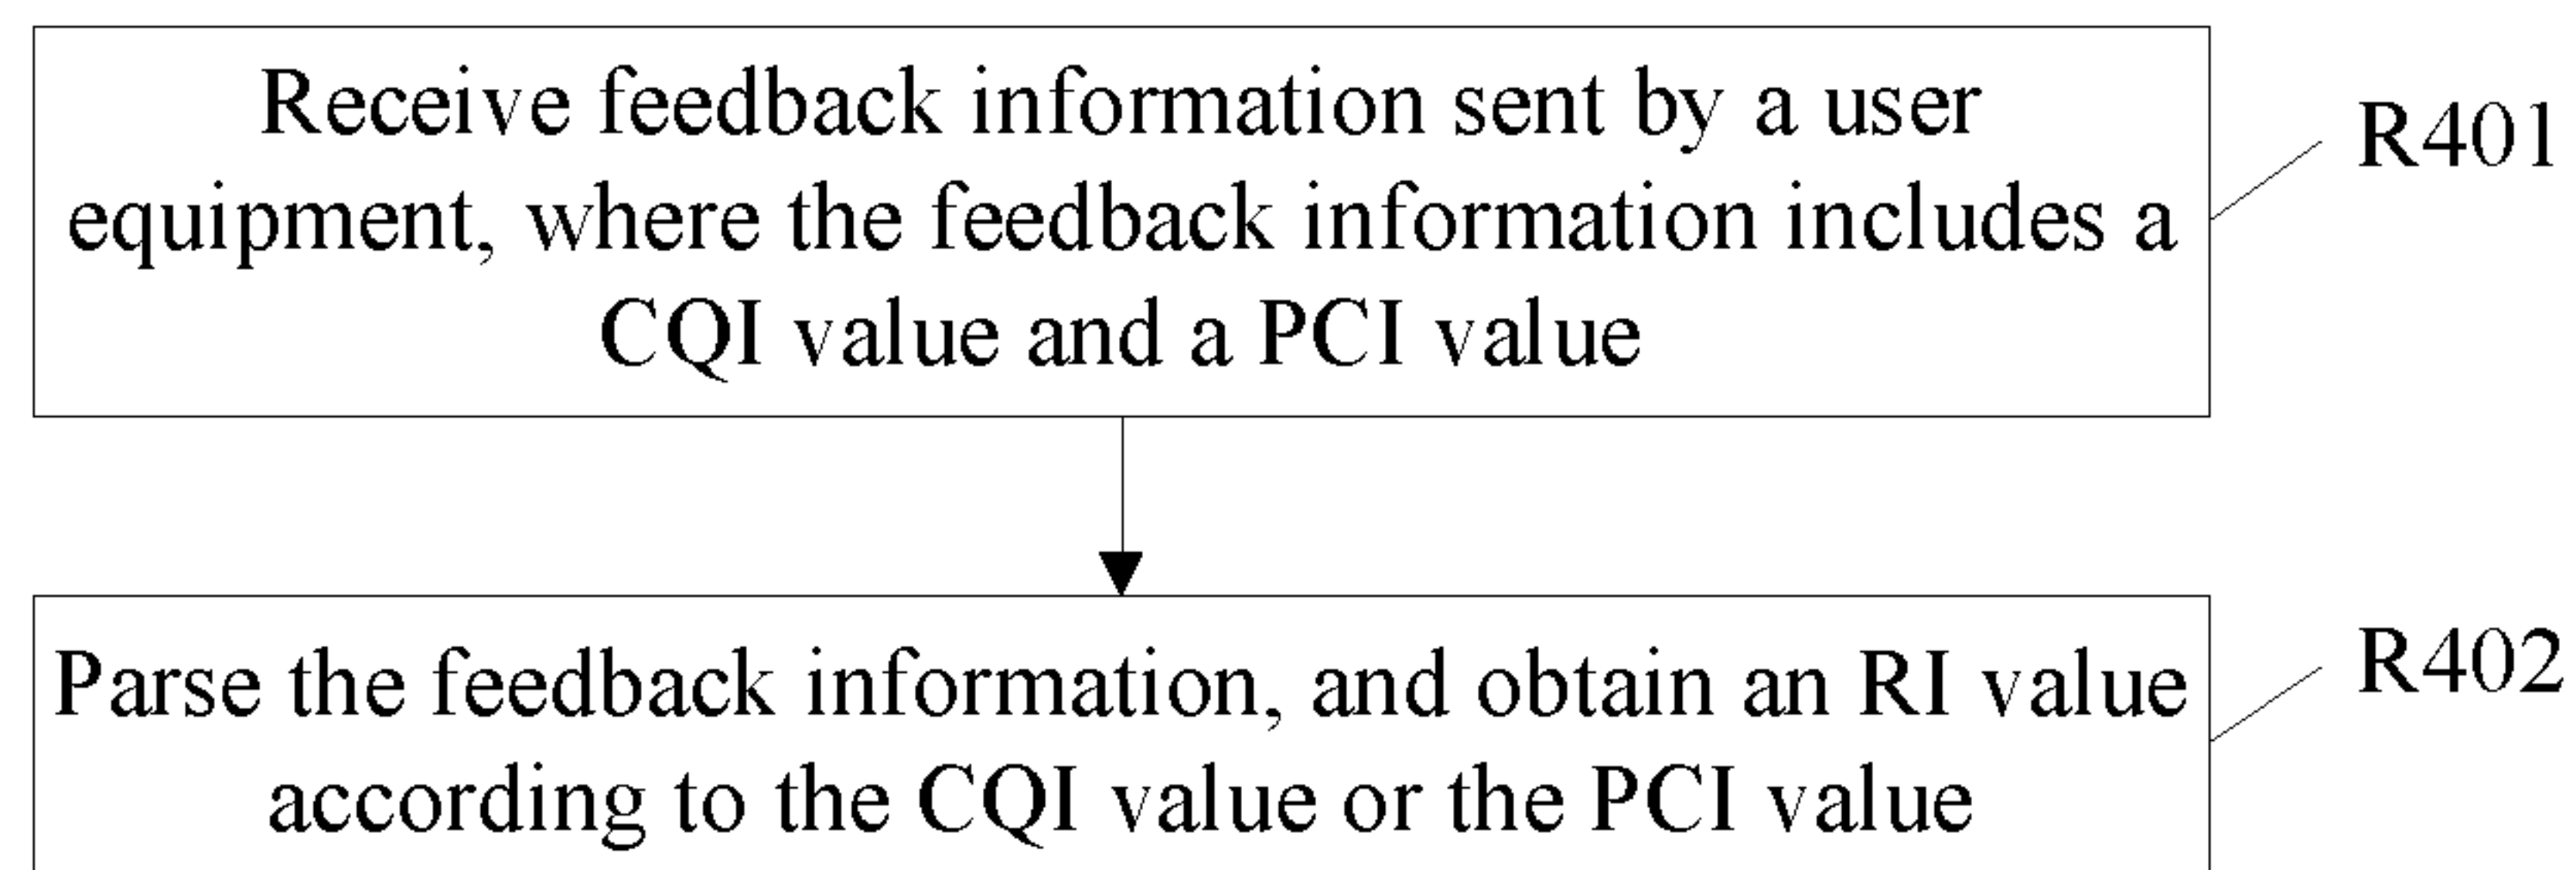 Receive feedback information sent by a user
equipment, where the feedback information includes a
CQI value and a PCI value
R401
Parse the feedback information, and obtain an RI value
according to the CQI value or the PCI value
R402